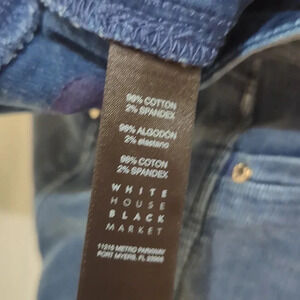 98% COTTON
2% SPANDEX
98% ALGODÓN
2% elastano
98% COTON
2% SPANDEX
WHITE
HOUSE
BLACK
MARKET
11215 METRO PARKWAY
FORT MYERS, FL 33966